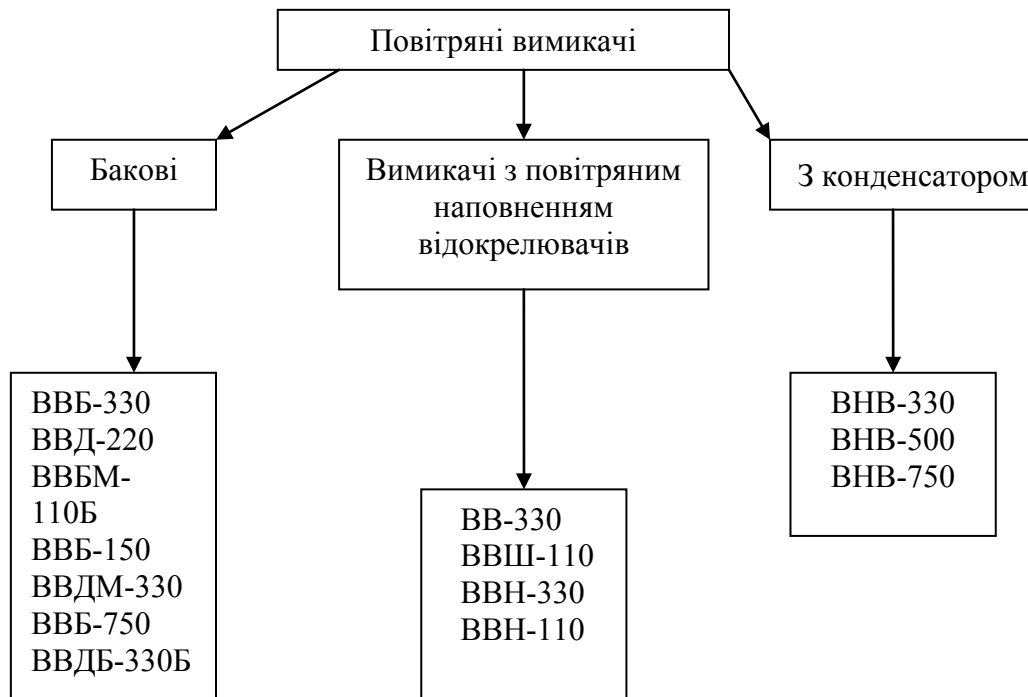 Повітряні вимикачі
Бакові
Вимикачі з повітряним
наповненням
відокрелювачів
З конденсатором
ВВБ-330
ВВД-220
ВВБМ-
110Б
ВВБ-150
ВВДМ-330
ВВБ-750
ВВДБ-330Б
ВВ-330
ВВШ-110
ВВН-330
ВВН-110
ВНВ-330
ВНВ-500
ВНВ-750